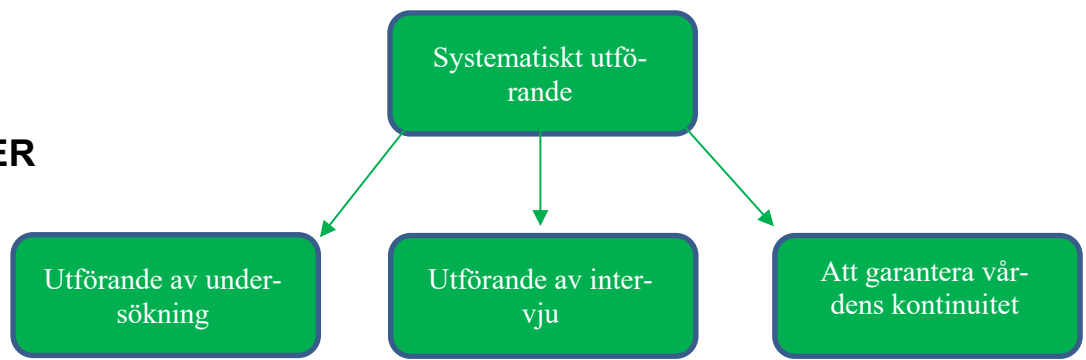 Systematiskt utfö-
rande
ER
Utförande av under-
sökning
Utförande av inter-
vju
Att garantera vår-
dens kontinuitet